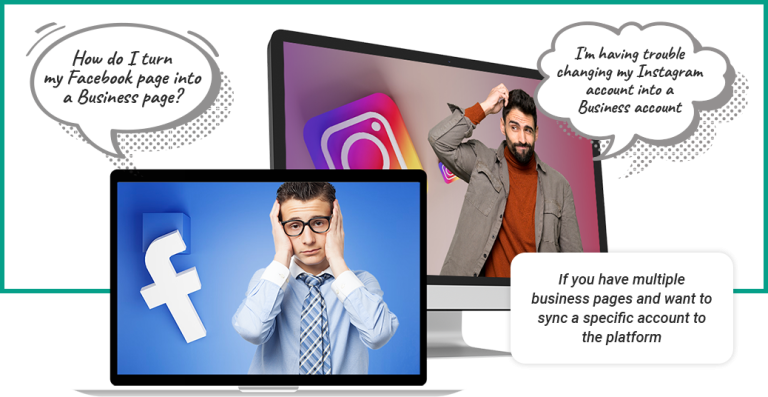 How do I turn
my Facebook page into
a Business page?
I'm having trouble
changing my Instagram
account into a
Business account
If you have multiple
business pages and want to
sync a specific account to
the platform